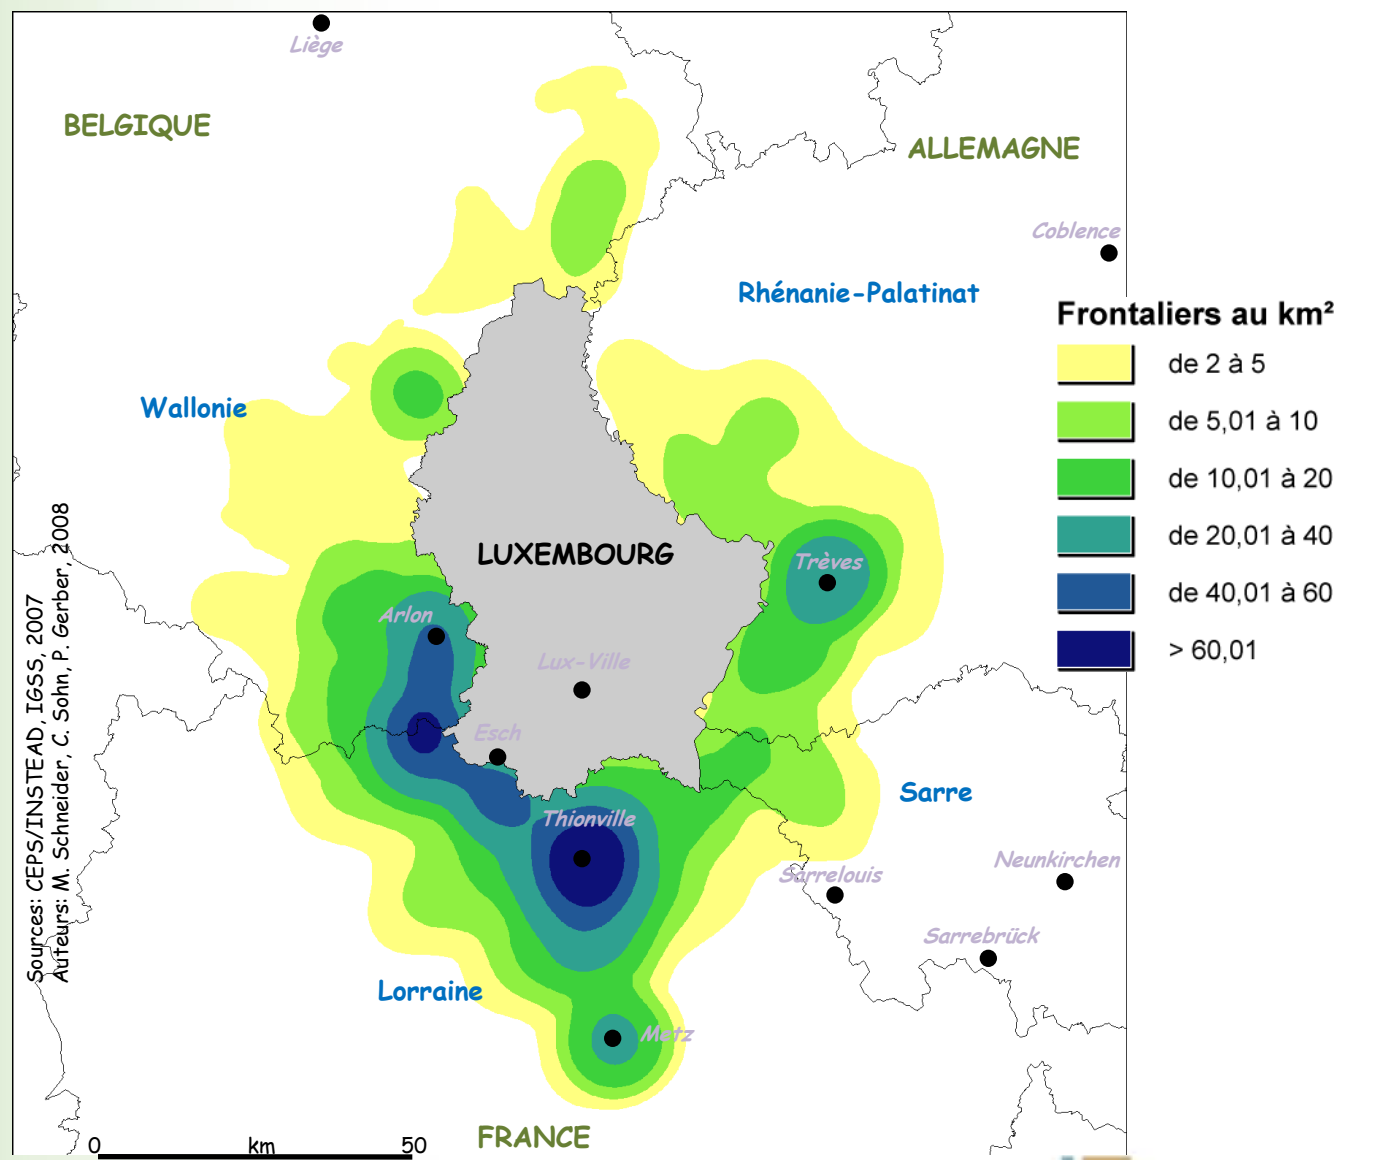 Liège
BELGIQUE
ALLEMAGNE
Coblence
Rhénanie-Palatinat
Frontaliers au km²
de 2 à 5
Wallonie
de 5,01 à 10
de 10,01 à 20
LUXEMBOURG
de 20,01 à 40
Trèves
de 40,01 à 60
Arlon
> 60,01
Lux-Ville
Esch
Sarre
Thionville
Neunkirchen
Sarrelouis
Sarrebrück
Lorraine
Metz
FRANCE
0 km 50
Sources: CEPS/INSTEAD, IGSS, 2007
Auteurs: M. Schneider, C. Sohn, P. Gerber, 2008